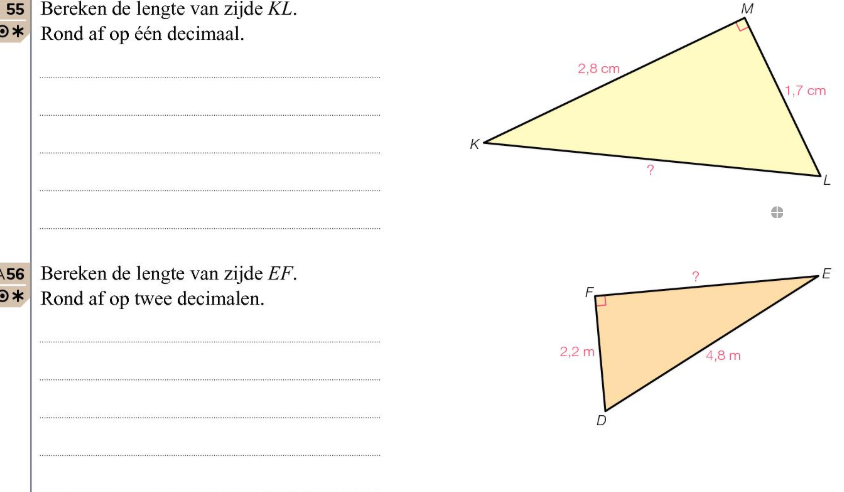 55 Bereken de lengte van zijde KL.
Rond af op één decimaal.
M
2,8 cm
1,7 cm
K
?
L
A56 Bereken de lengte van zijde EF.
Rond af op twee decimalen.
?
E
F
2,2 m
4,8 m
D